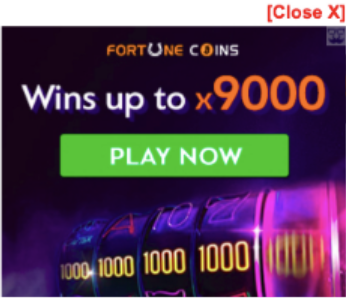 [Close X]
FORTUNE COINS
Wins up to x9000
PLAY NOW
1000 1000 1000 1000